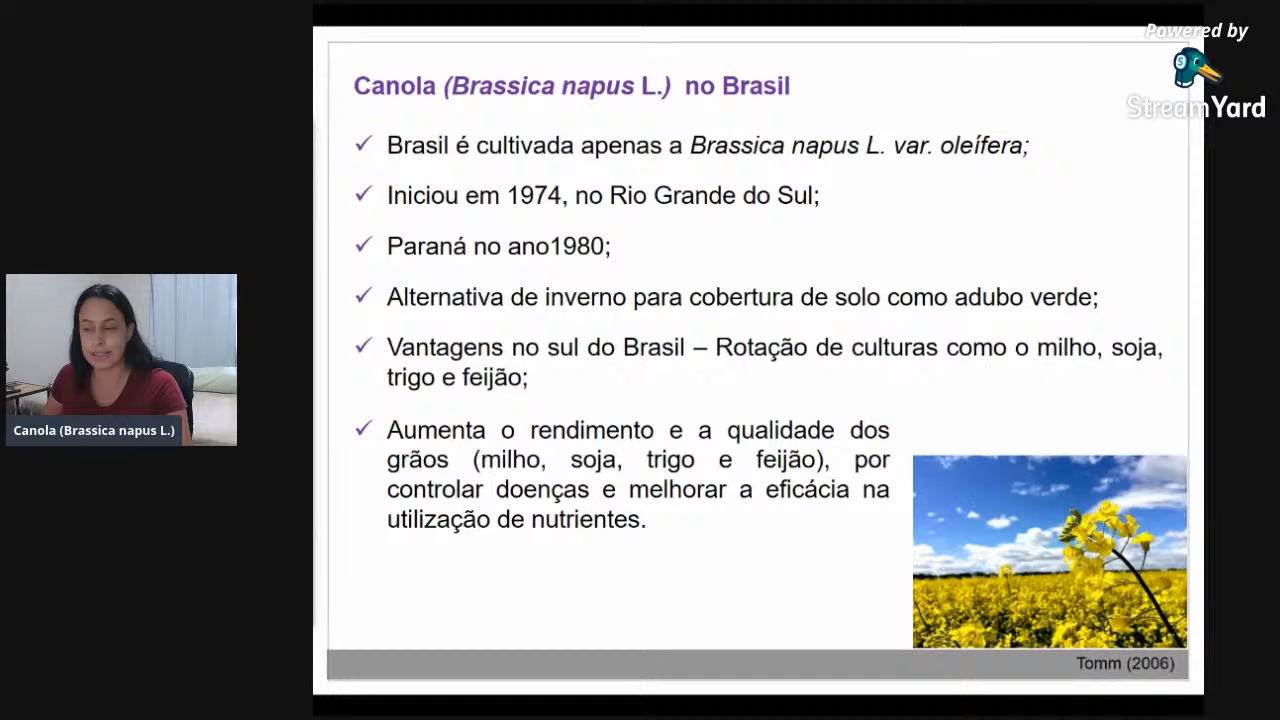 Powered by
StreamYard
Canola (Brassica napus L.) no Brasil
✓ Brasil é cultivada apenas a Brassica napus L. var. oleífera;
✓ Iniciou em 1974, no Rio Grande do Sul;
✓ Paraná no ano1980;
✓ Alternativa de inverno para cobertura de solo como adubo verde;
✓ Vantagens no sul do Brasil – Rotação de culturas como o milho, soja,
trigo e feijão;
✓ Aumenta o rendimento e a qualidade dos
grãos (milho, soja, trigo e feijão), por
controlar doenças e melhorar a eficácia na
utilização de nutrientes.
Tomm (2006)
Canola (Brassica napus L.)